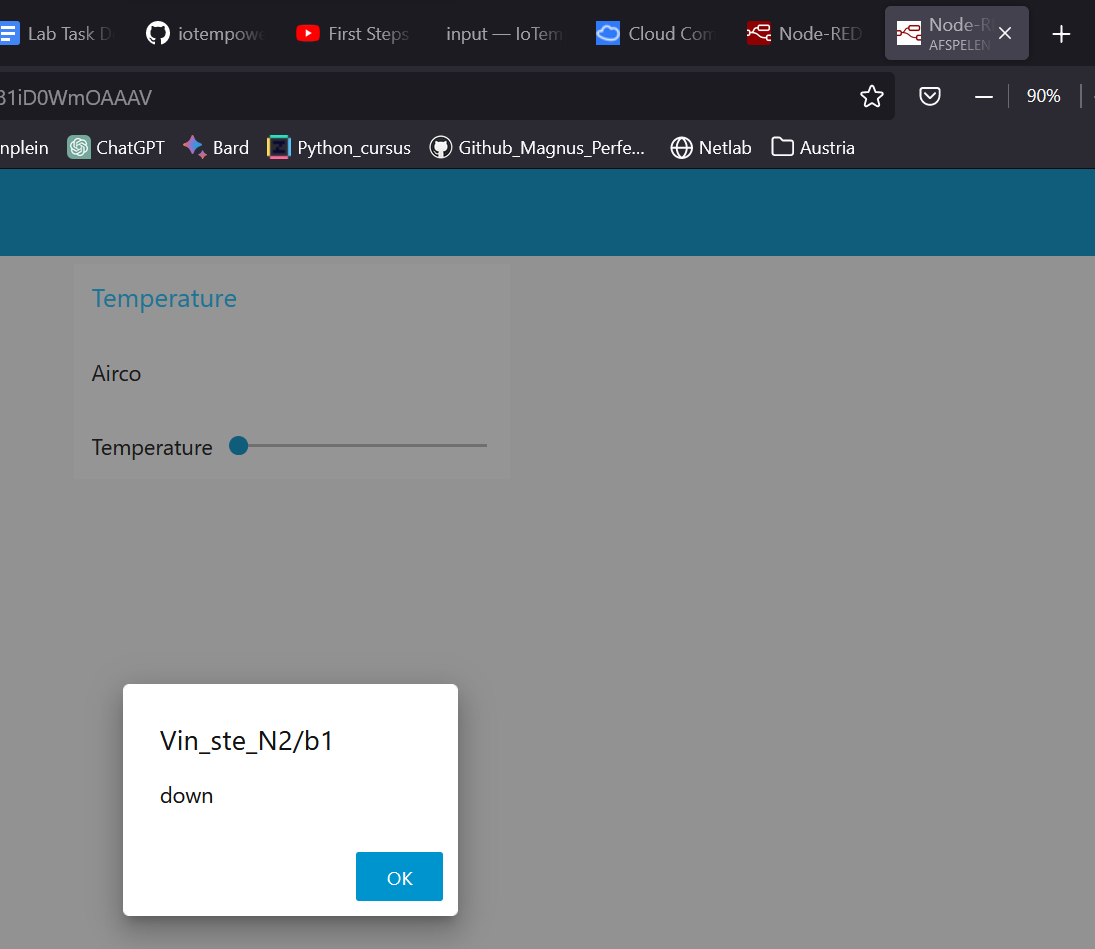 Lab Task D
iotempowe
First Steps
input — IoTem
Cloud Com
Node-RED
Node-R
AFSPELEN
31iD0WmOAAAV
90%
nplein
ChatGPT
Bard
Python_cursus
Github_Magnus_Perfe...
Netlab
Austria
Temperature
Airco
Temperature
Vin_ste_N2/b1
down
OK